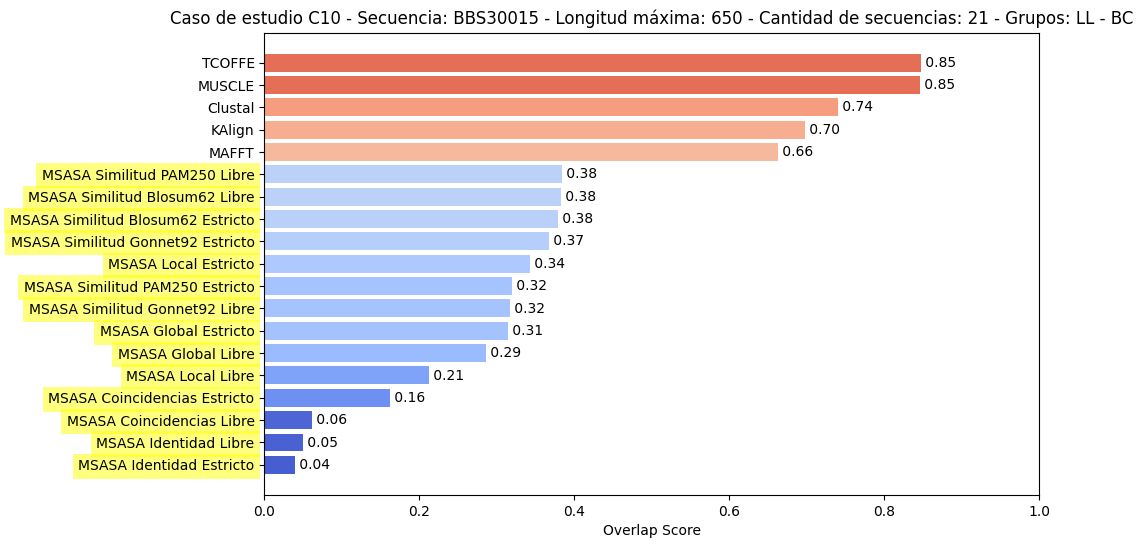 Caso de estudio C10 - Secuencia: BBS30015 - Longitud máxima: 650 - Cantidad de secuencias: 21 - Grupos: LL - BC
TCOFFE 0.85
MUSCLE 0.85
Clustal 0.74
KAlign 0.70
MAFFT 0.66
MSASA Similitud PAM250 Libre 0.38
MSASA Similitud Blosum62 Libre 0.38
MSASA Similitud Blosum62 Estricto 0.38
MSASA Similitud Gonnet92 Estricto 0.37
MSASA Local Estricto 0.34
MSASA Similitud PAM250 Estricto 0.32
MSASA Similitud Gonnet92 Libre 0.32
MSASA Global Estricto 0.31
MSASA Global Libre 0.29
MSASA Local Libre 0.21
MSASA Coincidencias Estricto 0.16
MSASA Coincidencias Libre 0.06
MSASA Identidad Libre 0.05
MSASA Identidad Estricto 0.04
0.0 0.2 0.4 0.6 0.8 1.0
Overlap Score